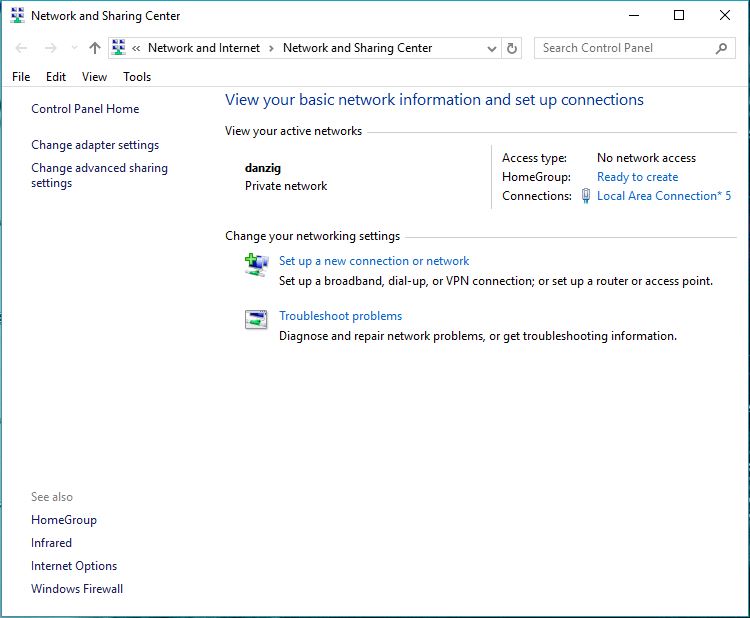 Network and Sharing Center
« Network and Internet > Network and Sharing Center
Search Control Panel
File Edit View Tools
Control Panel Home
Change adapter settings
Change advanced sharing
settings
View your basic network information and set up connections
View your active networks
danzig
Private network
Access type: No network access
HomeGroup: Ready to create
Connections: Local Area Connection* 5
Change your networking settings
Set up a new connection or network
Set up a broadband, dial-up, or VPN connection; or set up a router or access point.
Troubleshoot problems
Diagnose and repair network problems, or get troubleshooting information.
See also
HomeGroup
Infrared
Internet Options
Windows Firewall